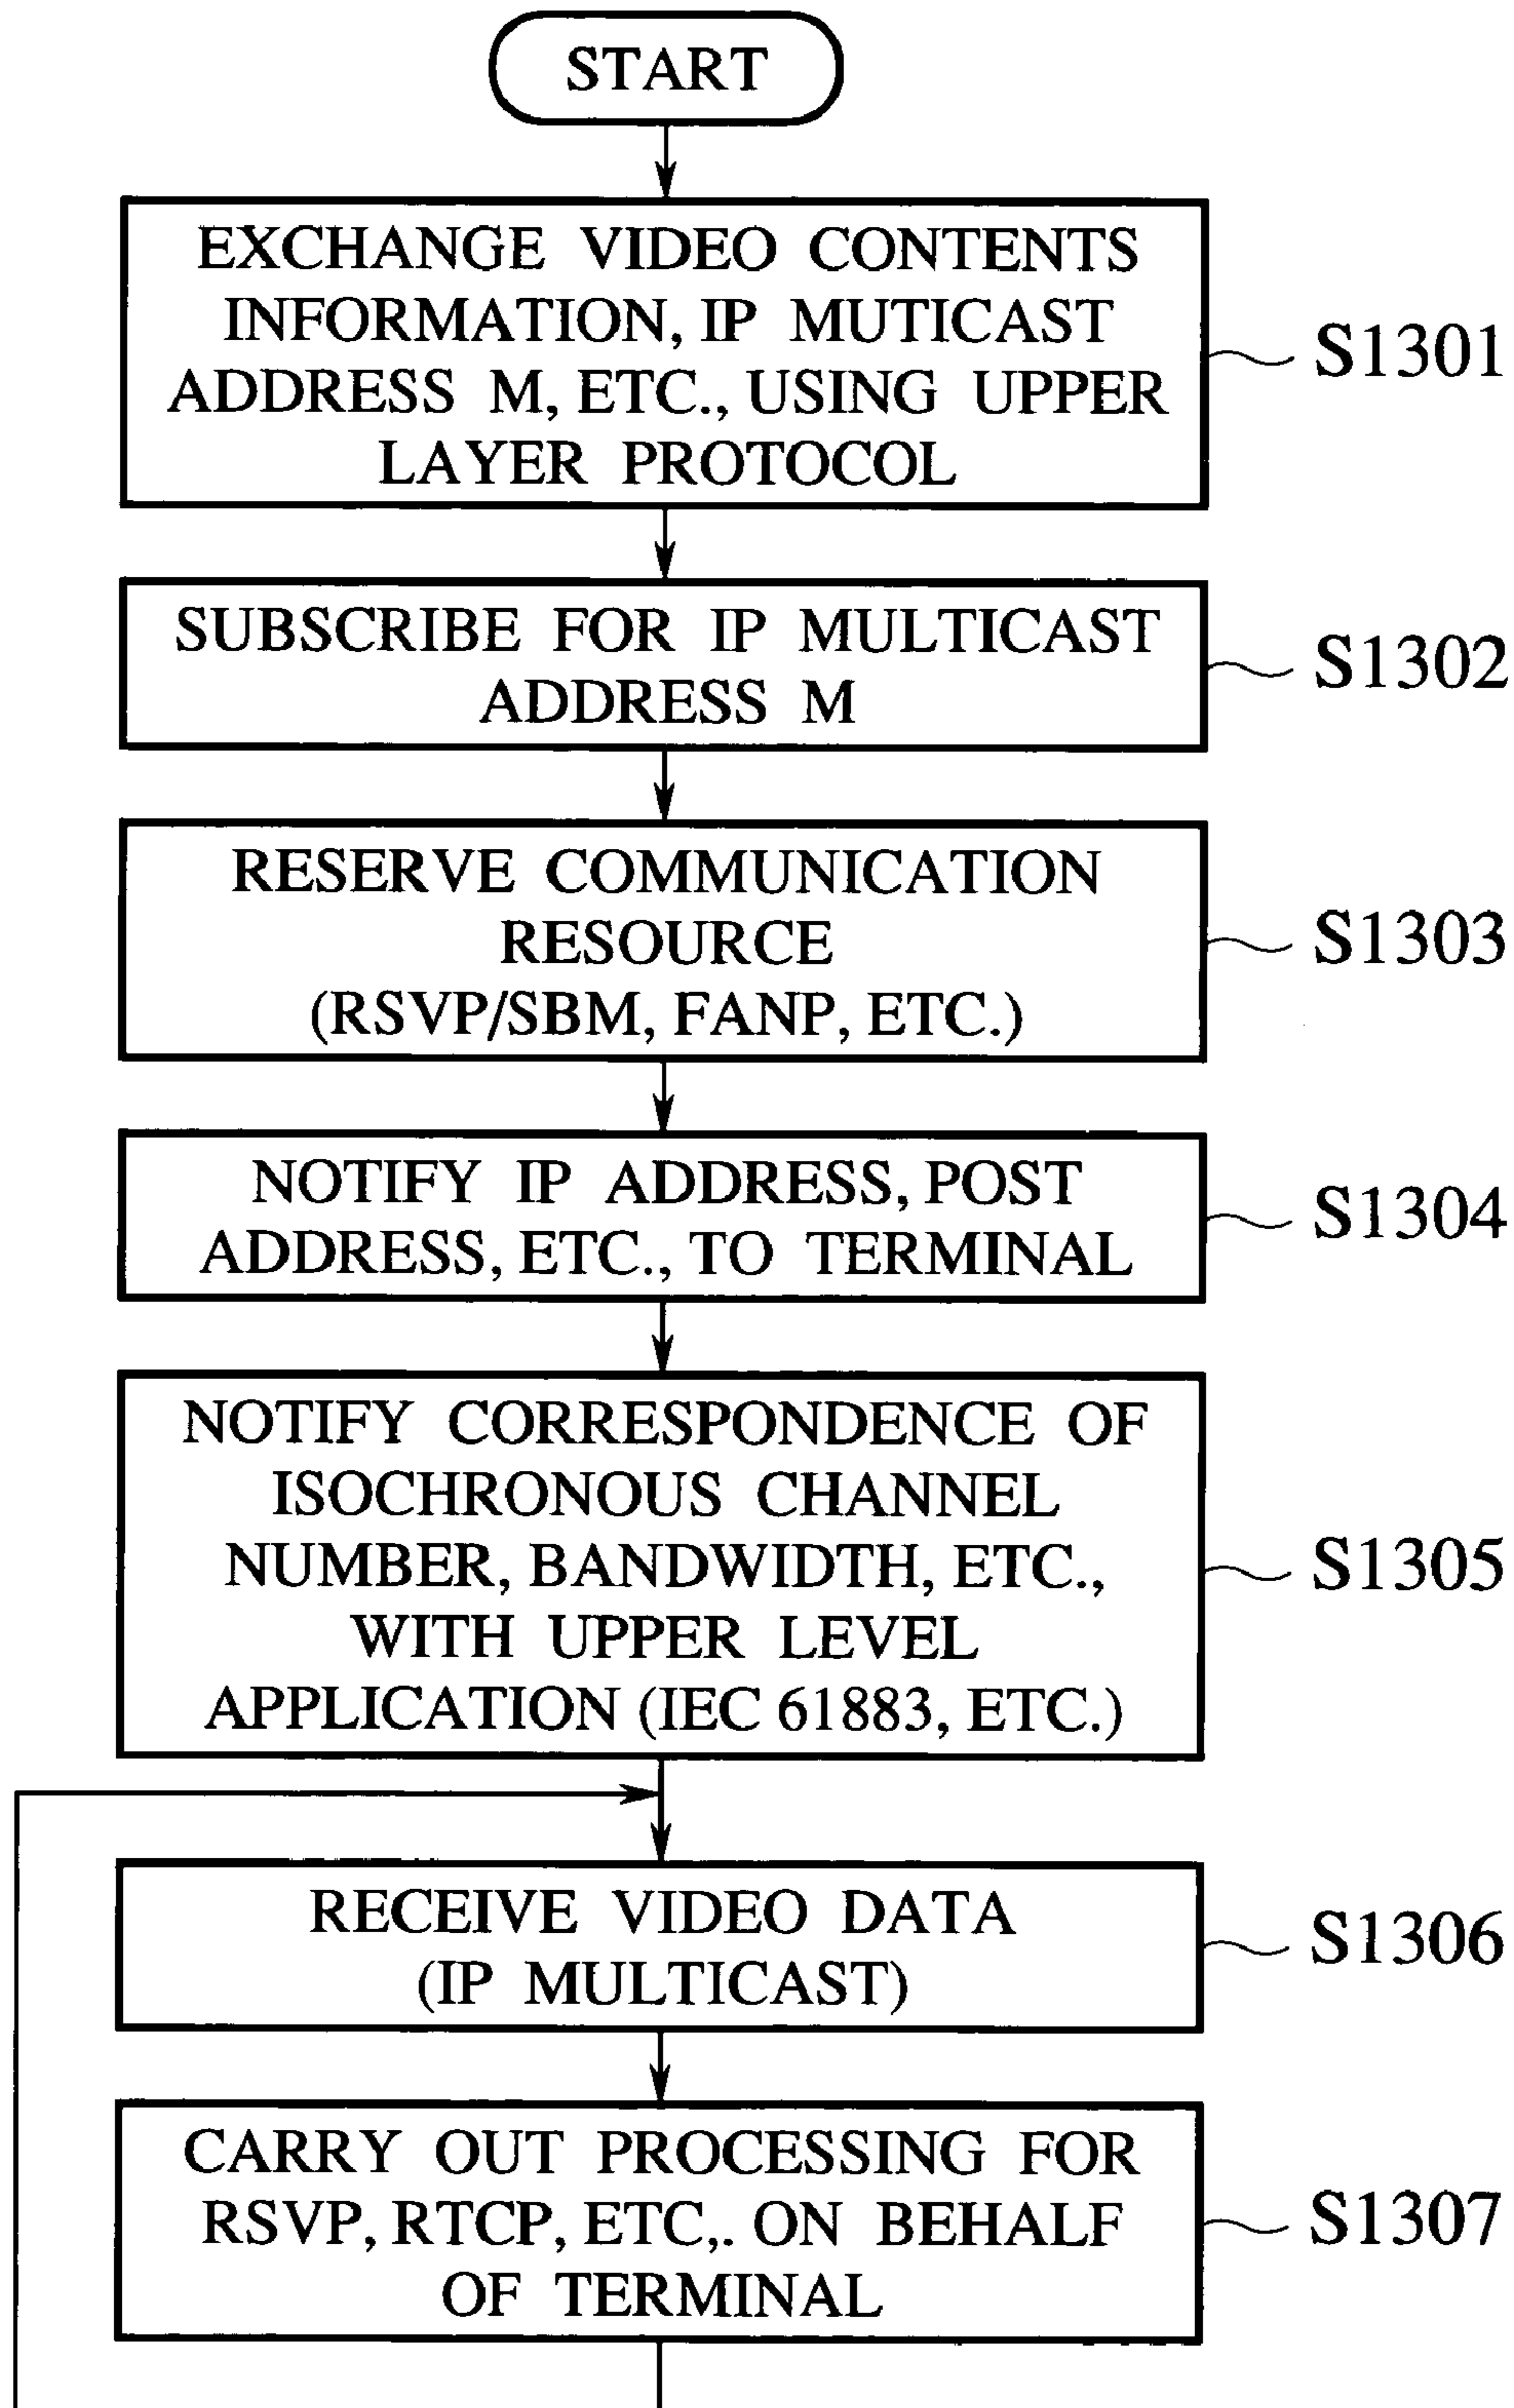 START
EXCHANGE VIDEO CONTENTS
INFORMATION, IP MUTICAST
ADDRESS M, ETC., USING UPPER
LAYER PROTOCOL
S1301
SUBSCRIBE FOR IP MULTICAST
ADDRESS M
S1302
RESERVE COMMUNICATION
RESOURCE
(RSVP/SBM, FANP, ETC.)
S1303
NOTIFY IP ADDRESS, POST
ADDRESS, ETC., TO TERMINAL
S1304
NOTIFY CORRESPONDENCE OF
ISOCHRONOUS CHANNEL
NUMBER, BANDWIDTH, ETC.,
WITH UPPER LEVEL
APPLICATION (IEC 61883, ETC.)
S1305
RECEIVE VIDEO DATA
(IP MULTICAST)
S1306
CARRY OUT PROCESSING FOR
RSVP, RTCP, ETC,. ON BEHALF
OF TERMINAL
S1307